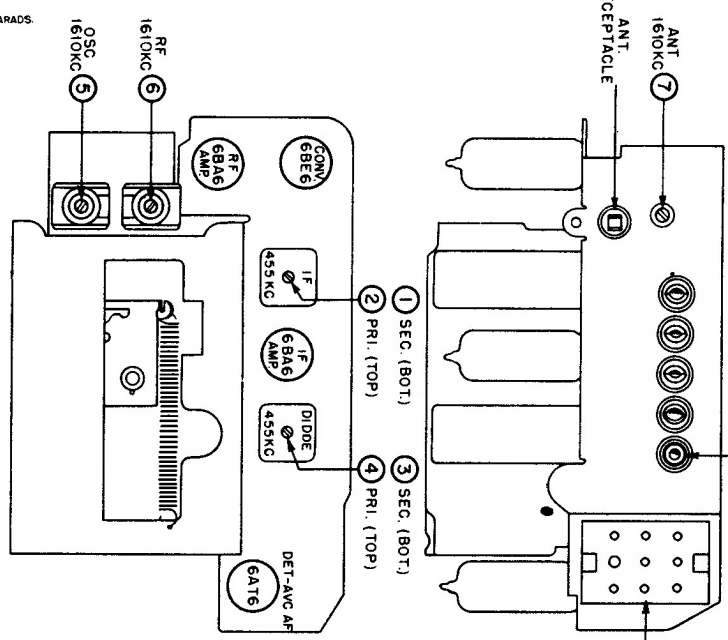 ARADS.
OSC
1610KC
5
RF
1610KC
6
ANT.
CEPTACLE
ANT
1610KC
7
RF
6BA6
AMP.
CONV.
6BE6
IF
455KC
2 PRI. (TOP)
1 SEC. (BOT.)
IF
6BA6
AMP.
DIDDE
455KC
4 PRI. (TOP)
3 SEC. (BOT.)
DET-AVC AF
6AT6